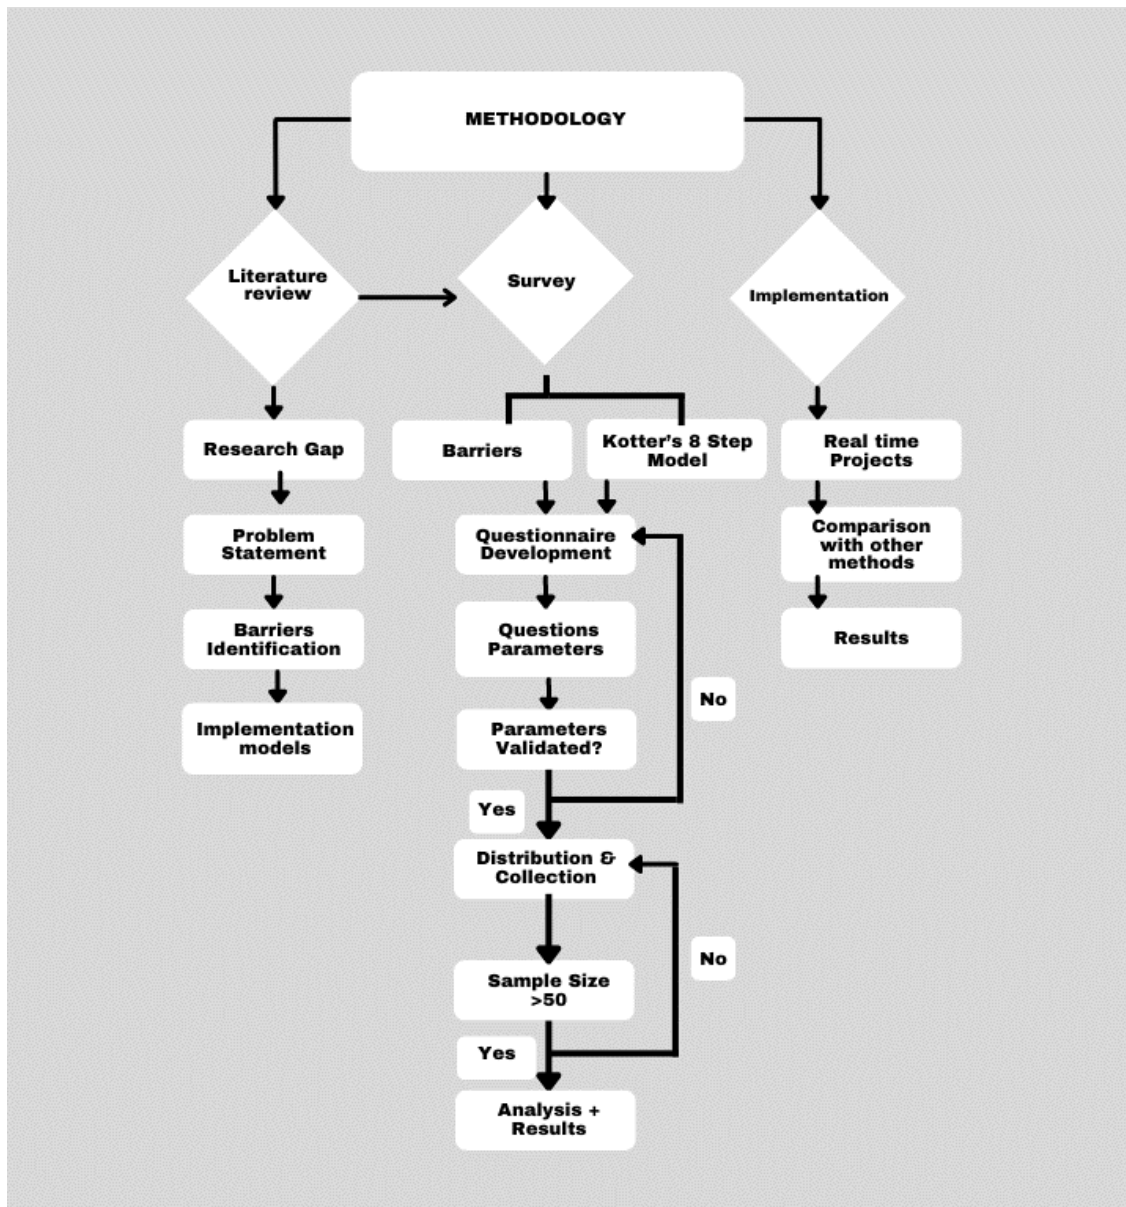 METHODOLOGY
Literature
review
Survey
Implementation
Research Gap
Problem
Statement
Barriers
Identification
Implementation
models
Barriers
Kotter's 8 Step
Model
Questionnaire
Development
Questions
Parameters
Parameters
Validated?
No
Yes
Distribution &
Collection
Sample Size
>50
No
Yes
Analysis +
Results
Real time
Projects
Comparison
with other
methods
Results